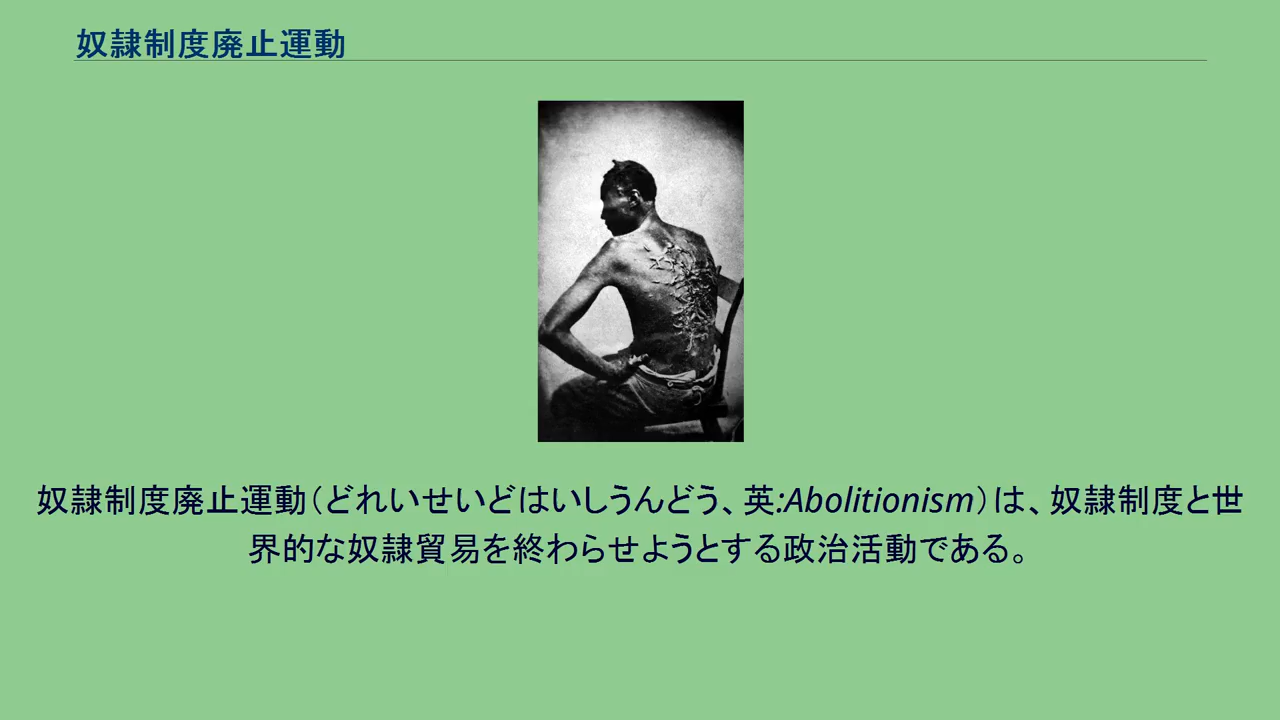 奴隷制度廃止運動
奴隷制度廃止運動（どれいせいどはいしうんどう、英:Abolitionism）は、奴隷制度と世
界的な奴隷貿易を終わらせようとする政治活動である。